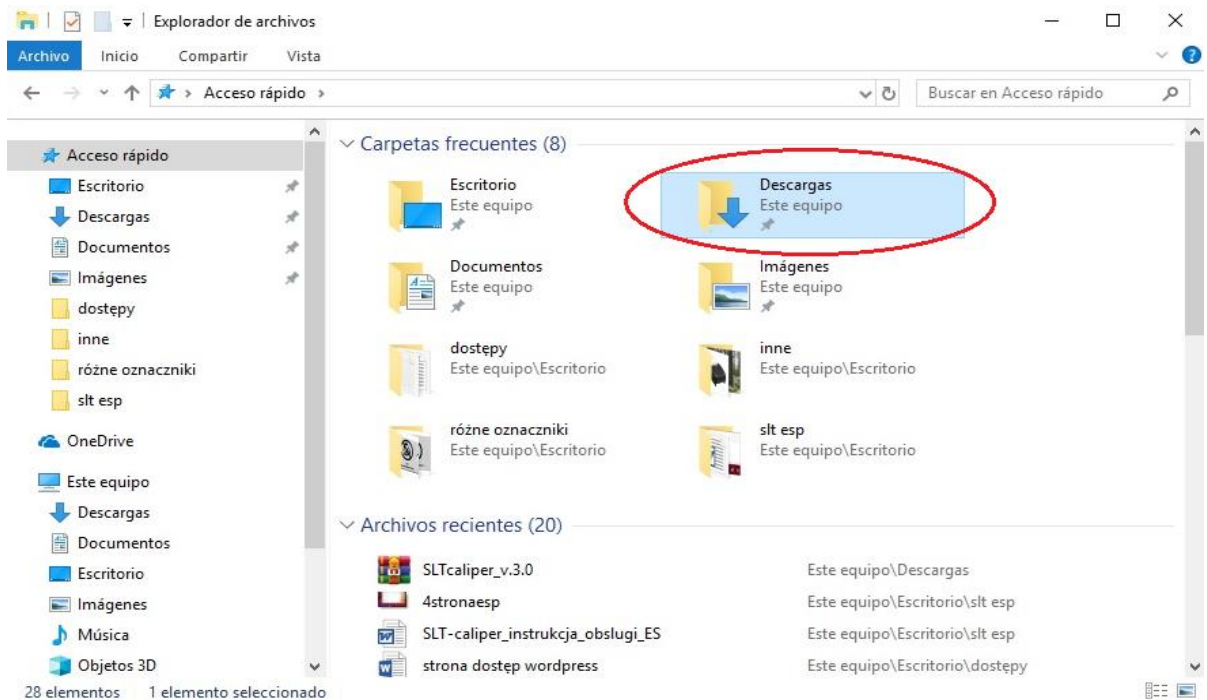 Explorador de archivos
Archivo Inicio Compartir Vista
Acceso rápido
Buscar en Acceso rápido
Acceso rápido
Escritorio
Descargas
Documentos
Imágenes
dostępy
inne
różne oznaczniki
slt esp
OneDrive
Este equipo
Descargas
Documentos
Escritorio
Imágenes
Música
Objetos 3D
Carpetas frecuentes (8)
Escritorio
Este equipo
Descargas
Este equipo
Documentos
Este equipo
Imágenes
Este equipo
dostępy
Este equipo\Escritorio
inne
Este equipo\Escritorio
różne oznaczniki
Este equipo\Escritorio
slt esp
Este equipo\Escritorio
Archivos recientes (20)
SLTcaliper_v.3.0 Este equipo\Descargas
4stronaesp Este equipo\Escritorio\slt esp
SLT-caliper_instrukcja_obslugi_ES Este equipo\Escritorio\slt esp
strona dostęp wordpress Este equipo\Escritorio\dostępy
28 elementos 1 elemento seleccionado